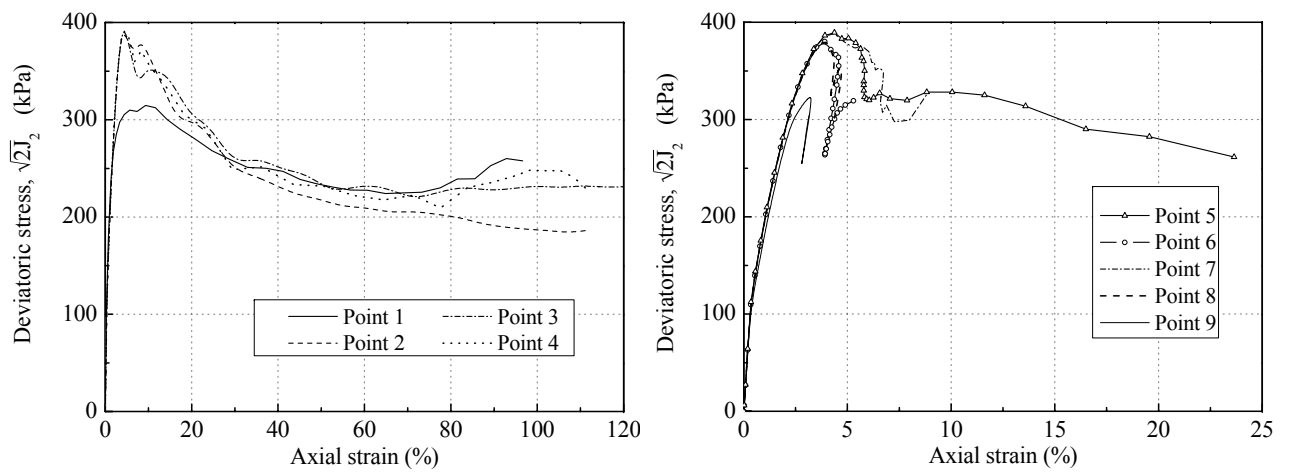 400
300
200
100
0
Deviatoric stress, √2J2 (kPa)
Point 1
Point 3
Point 2
Point 4
0 20 40 60 80 100 120
Axial strain (%)
400
300
200
100
0
Deviatoric stress, √2J2 (kPa)
Point 5
Point 6
Point 7
Point 8
Point 9
0 5 10 15 20 25
Axial strain (%)